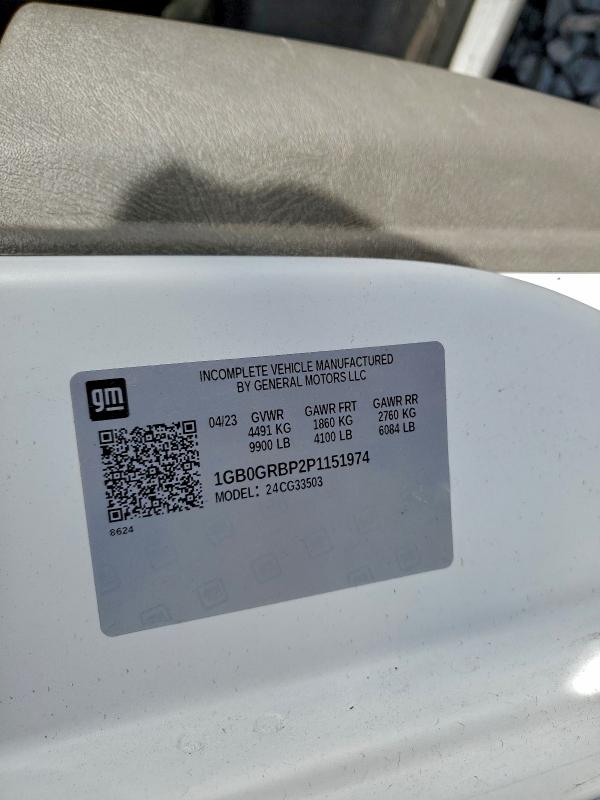 INCOMPLETE VEHICLE MANUFACTURED
BY GENERAL MOTORS LLC
gm
04/23 GVWR GAWR FRT GAWR RR
4491 KG 1860 KG 2760 KG
9900 LB 4100 LB 6084 LB
1GB0GRBP2P1151974
MODEL: 24CG33503
8624